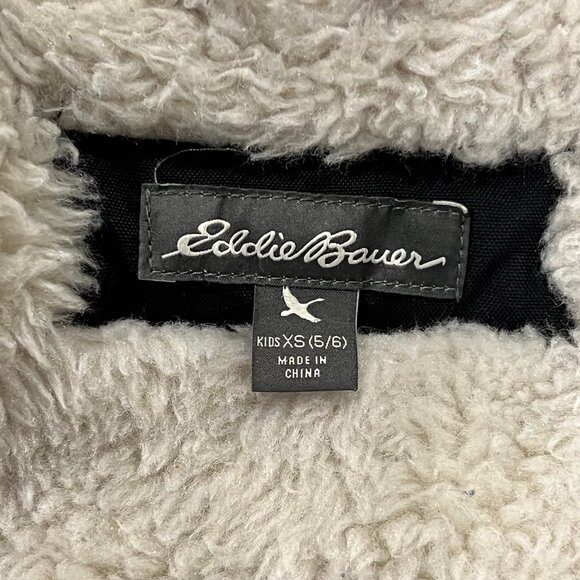 Eddie Bauer
KIDS XS (5/6)
MADE IN
CHINA